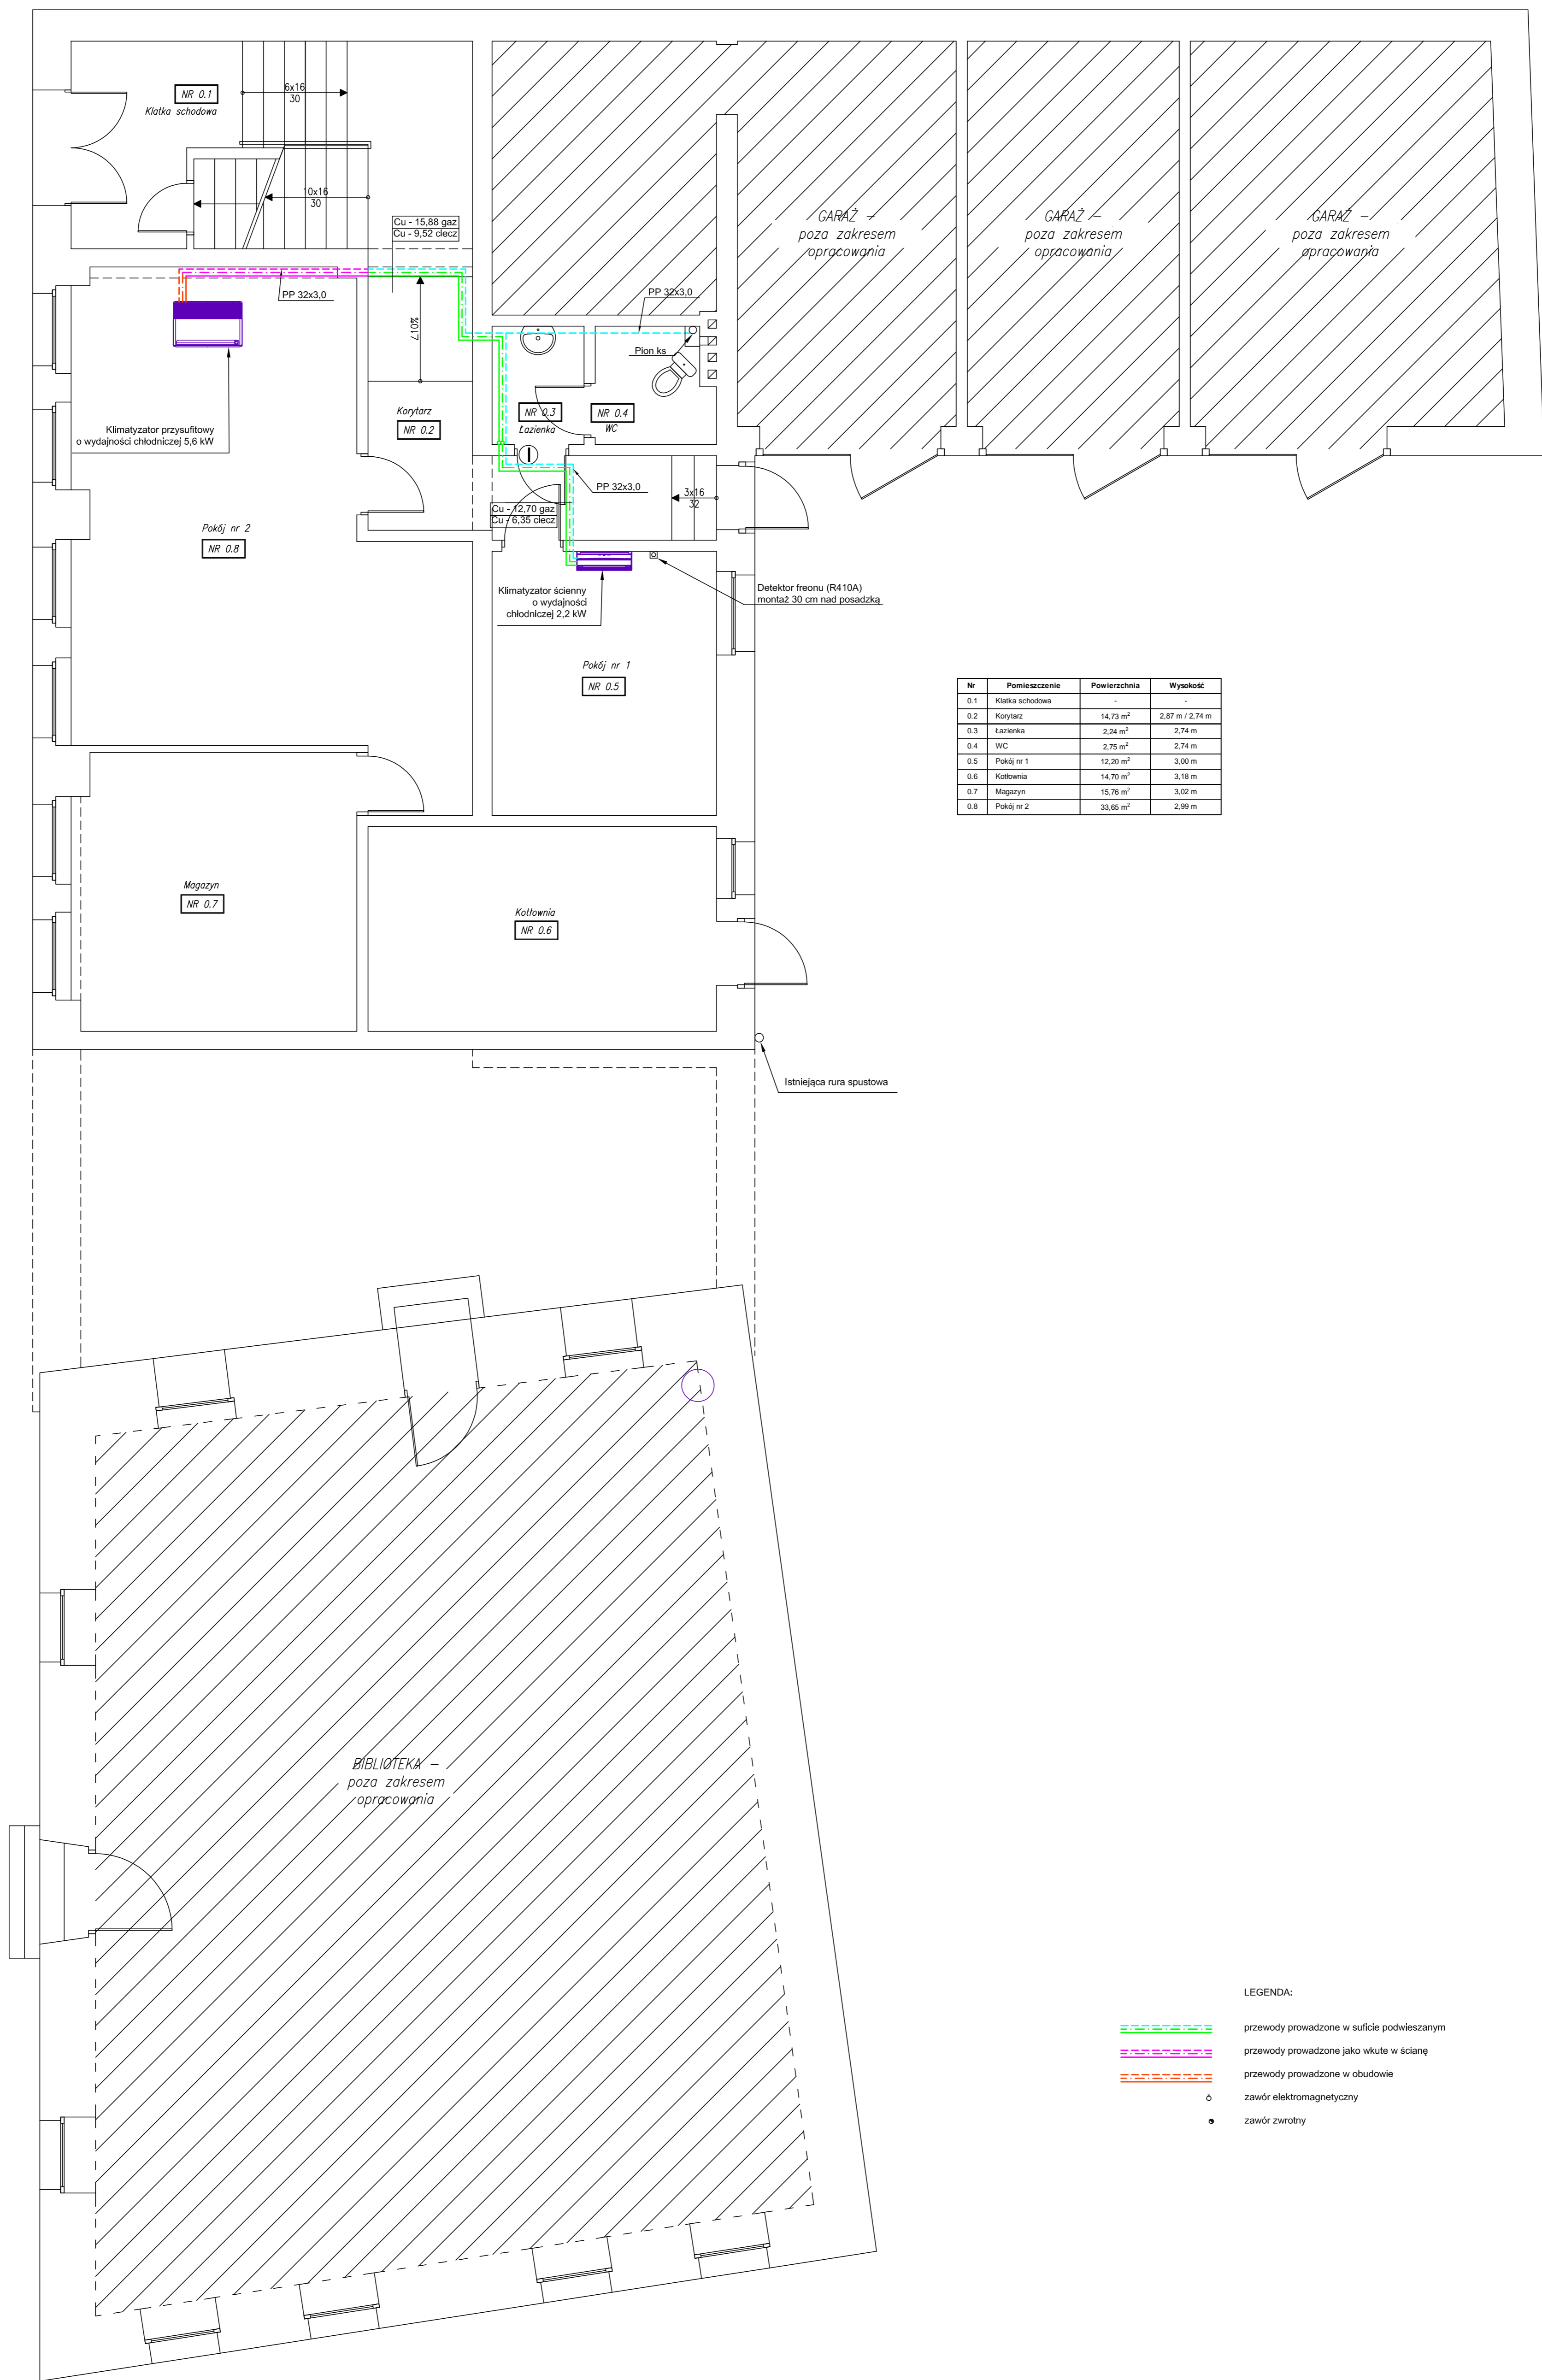 NR 0.1
Klatka schodowa
6x16
30
10x16
30
Cu - 15,88 gaz
Cu - 9,52 ciecz
GARAŻ -
poza zakresem
opracowania
GARAŻ -
poza zakresem
opracowania
GARAŻ -
poza zakresem
opracowania
PP 32x3,0
PP 32x3,0
7,10%
Pion ks
Korytarz
NR 0.2
NR 0.3
Łazienka
NR 0.4
WC
Klimatyzator przysufitowy
o wydajności chłodniczej 5,6 kW
PP 32x3,0
3x16
32
Cu - 12,70 gaz
Cu - 6,35 ciecz
Pokój nr 2
NR 0.8
Klimatyzator ścienny
o wydajności
chłodniczej 2,2 kW
Detektor freonu (R410A)
montaż 30 cm nad posadzką
Pokój nr 1
NR 0.5
Nr Pomieszczenie Powierzchnia Wysokość
0.1 Klatka schodowa - -
0.2 Korytarz 14,73 m² 2,87 m / 2,74 m
0.3 Łazienka 2,24 m² 2,74 m
0.4 WC 2,75 m² 2,74 m
0.5 Pokój nr 1 12,20 m² 3,00 m
0.6 Kotłownia 14,70 m² 3,18 m
0.7 Magazyn 15,76 m² 3,02 m
0.8 Pokój nr 2 33,65 m² 2,99 m
Magazyn
NR 0.7
Kotłownia
NR 0.6
Istniejąca rura spustowa
BIBLIOTEKA -
poza zakresem
opracowania
LEGENDA:
przewody prowadzone w suficie podwieszanym
przewody prowadzone jako wkute w ścianę
przewody prowadzone w obudowie
zawór elektromagnetyczny
zawór zwrotny